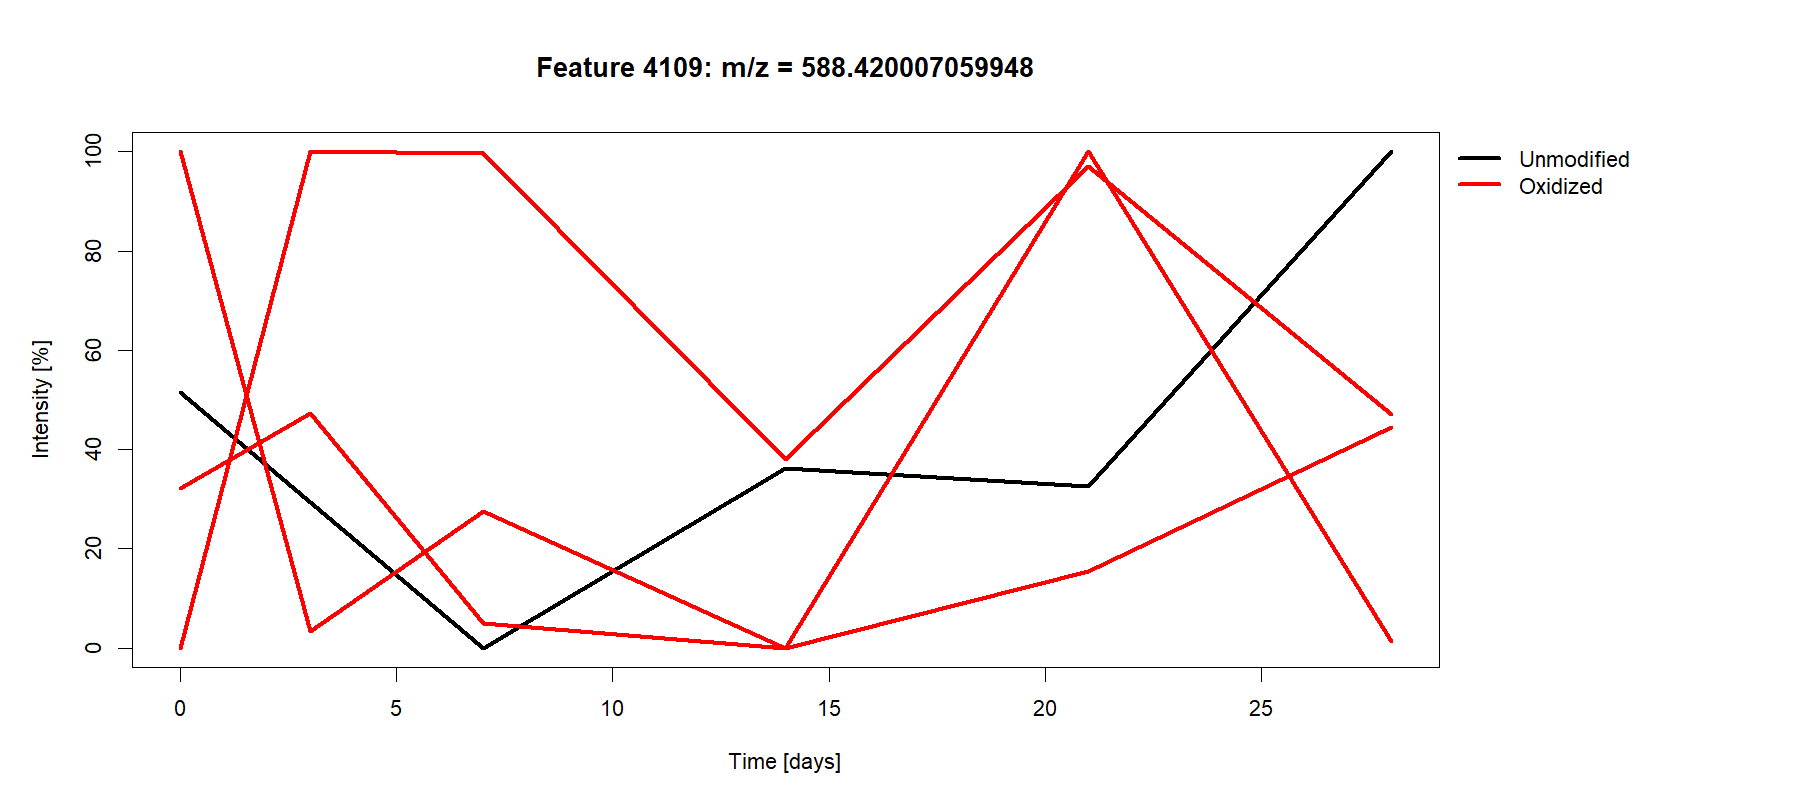 Feature 4109: m/z = 588.420007059948
Unmodified
Oxidized
Intensity [%]
100
80
60
40
20
0
0 5 10 15 20 25
Time [days]